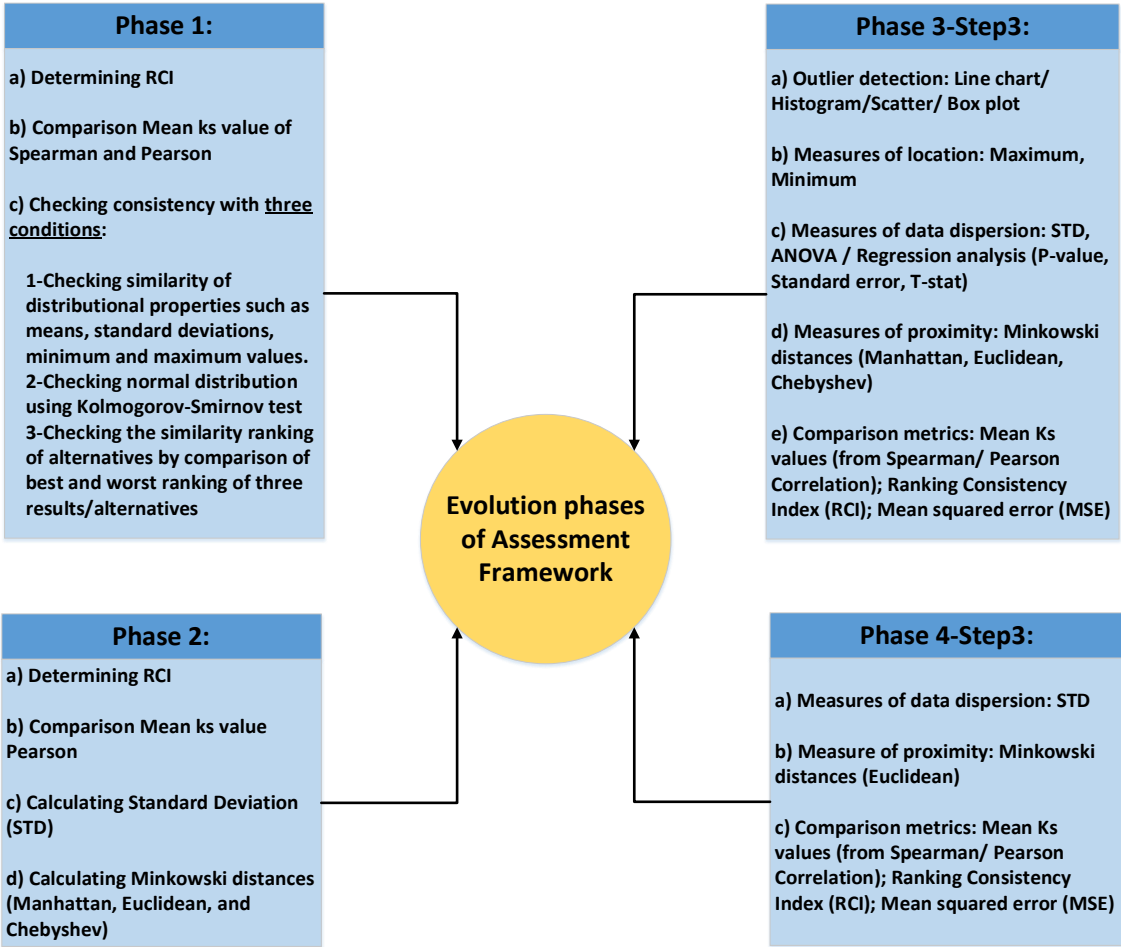 Phase 1:
a) Determining RCI
b) Comparison Mean ks value of
Spearman and Pearson
c) Checking consistency with three
conditions:
1-Checking similarity of
distributional properties such as
means, standard deviations,
minimum and maximum values.
2-Checking normal distribution
using Kolmogorov-Smirnov test
3-Checking the similarity ranking
of alternatives by comparison of
best and worst ranking of three
results/alternatives
Phase 2:
a) Determining RCI
b) Comparison Mean ks value
Pearson
c) Calculating Standard Deviation
(STD)
d) Calculating Minkowski distances
(Manhattan, Euclidean, and
Chebyshev)
Evolution phases
of Assessment
Framework
Phase 3-Step3:
a) Outlier detection: Line chart/
Histogram/Scatter/ Box plot
b) Measures of location: Maximum,
Minimum
c) Measures of data dispersion: STD,
ANOVA / Regression analysis (P-value,
Standard error, T-stat)
d) Measures of proximity: Minkowski
distances (Manhattan, Euclidean,
Chebyshev)
e) Comparison metrics: Mean Ks
values (from Spearman/ Pearson
Correlation); Ranking Consistency
Index (RCI); Mean squared error (MSE)
Phase 4-Step3:
a) Measures of data dispersion: STD
b) Measure of proximity: Minkowski
distances (Euclidean)
c) Comparison metrics: Mean Ks
values (from Spearman/ Pearson
Correlation); Ranking Consistency
Index (RCI); Mean squared error (MSE)